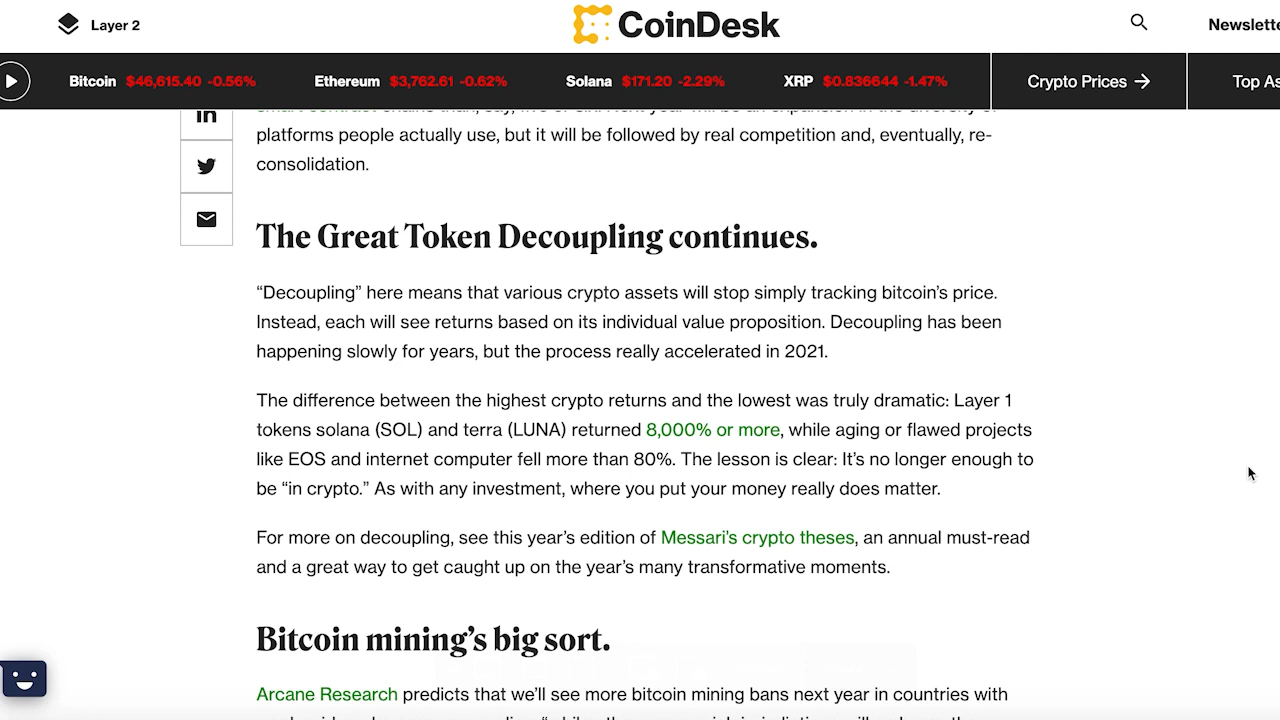 Layer 2
CoinDesk
Newslette
Bitcoin $46,615.40 -0.56% Ethereum $3,762.61 -0.62% Solana $171.20 -2.29% XRP $0.836644 -1.47% Crypto Prices → Top As
platforms people actually use, but it will be followed by real competition and, eventually, re-
consolidation.
The Great Token Decoupling continues.
“Decoupling” here means that various crypto assets will stop simply tracking bitcoin’s price.
Instead, each will see returns based on its individual value proposition. Decoupling has been
happening slowly for years, but the process really accelerated in 2021.
The difference between the highest crypto returns and the lowest was truly dramatic: Layer 1
tokens solana (SOL) and terra (LUNA) returned 8,000% or more, while aging or flawed projects
like EOS and internet computer fell more than 80%. The lesson is clear: It’s no longer enough to
be “in crypto.” As with any investment, where you put your money really does matter.
For more on decoupling, see this year’s edition of Messari’s crypto theses, an annual must-read
and a great way to get caught up on the year’s many transformative moments.
Bitcoin mining’s big sort.
Arcane Research predicts that we’ll see more bitcoin mining bans next year in countries with